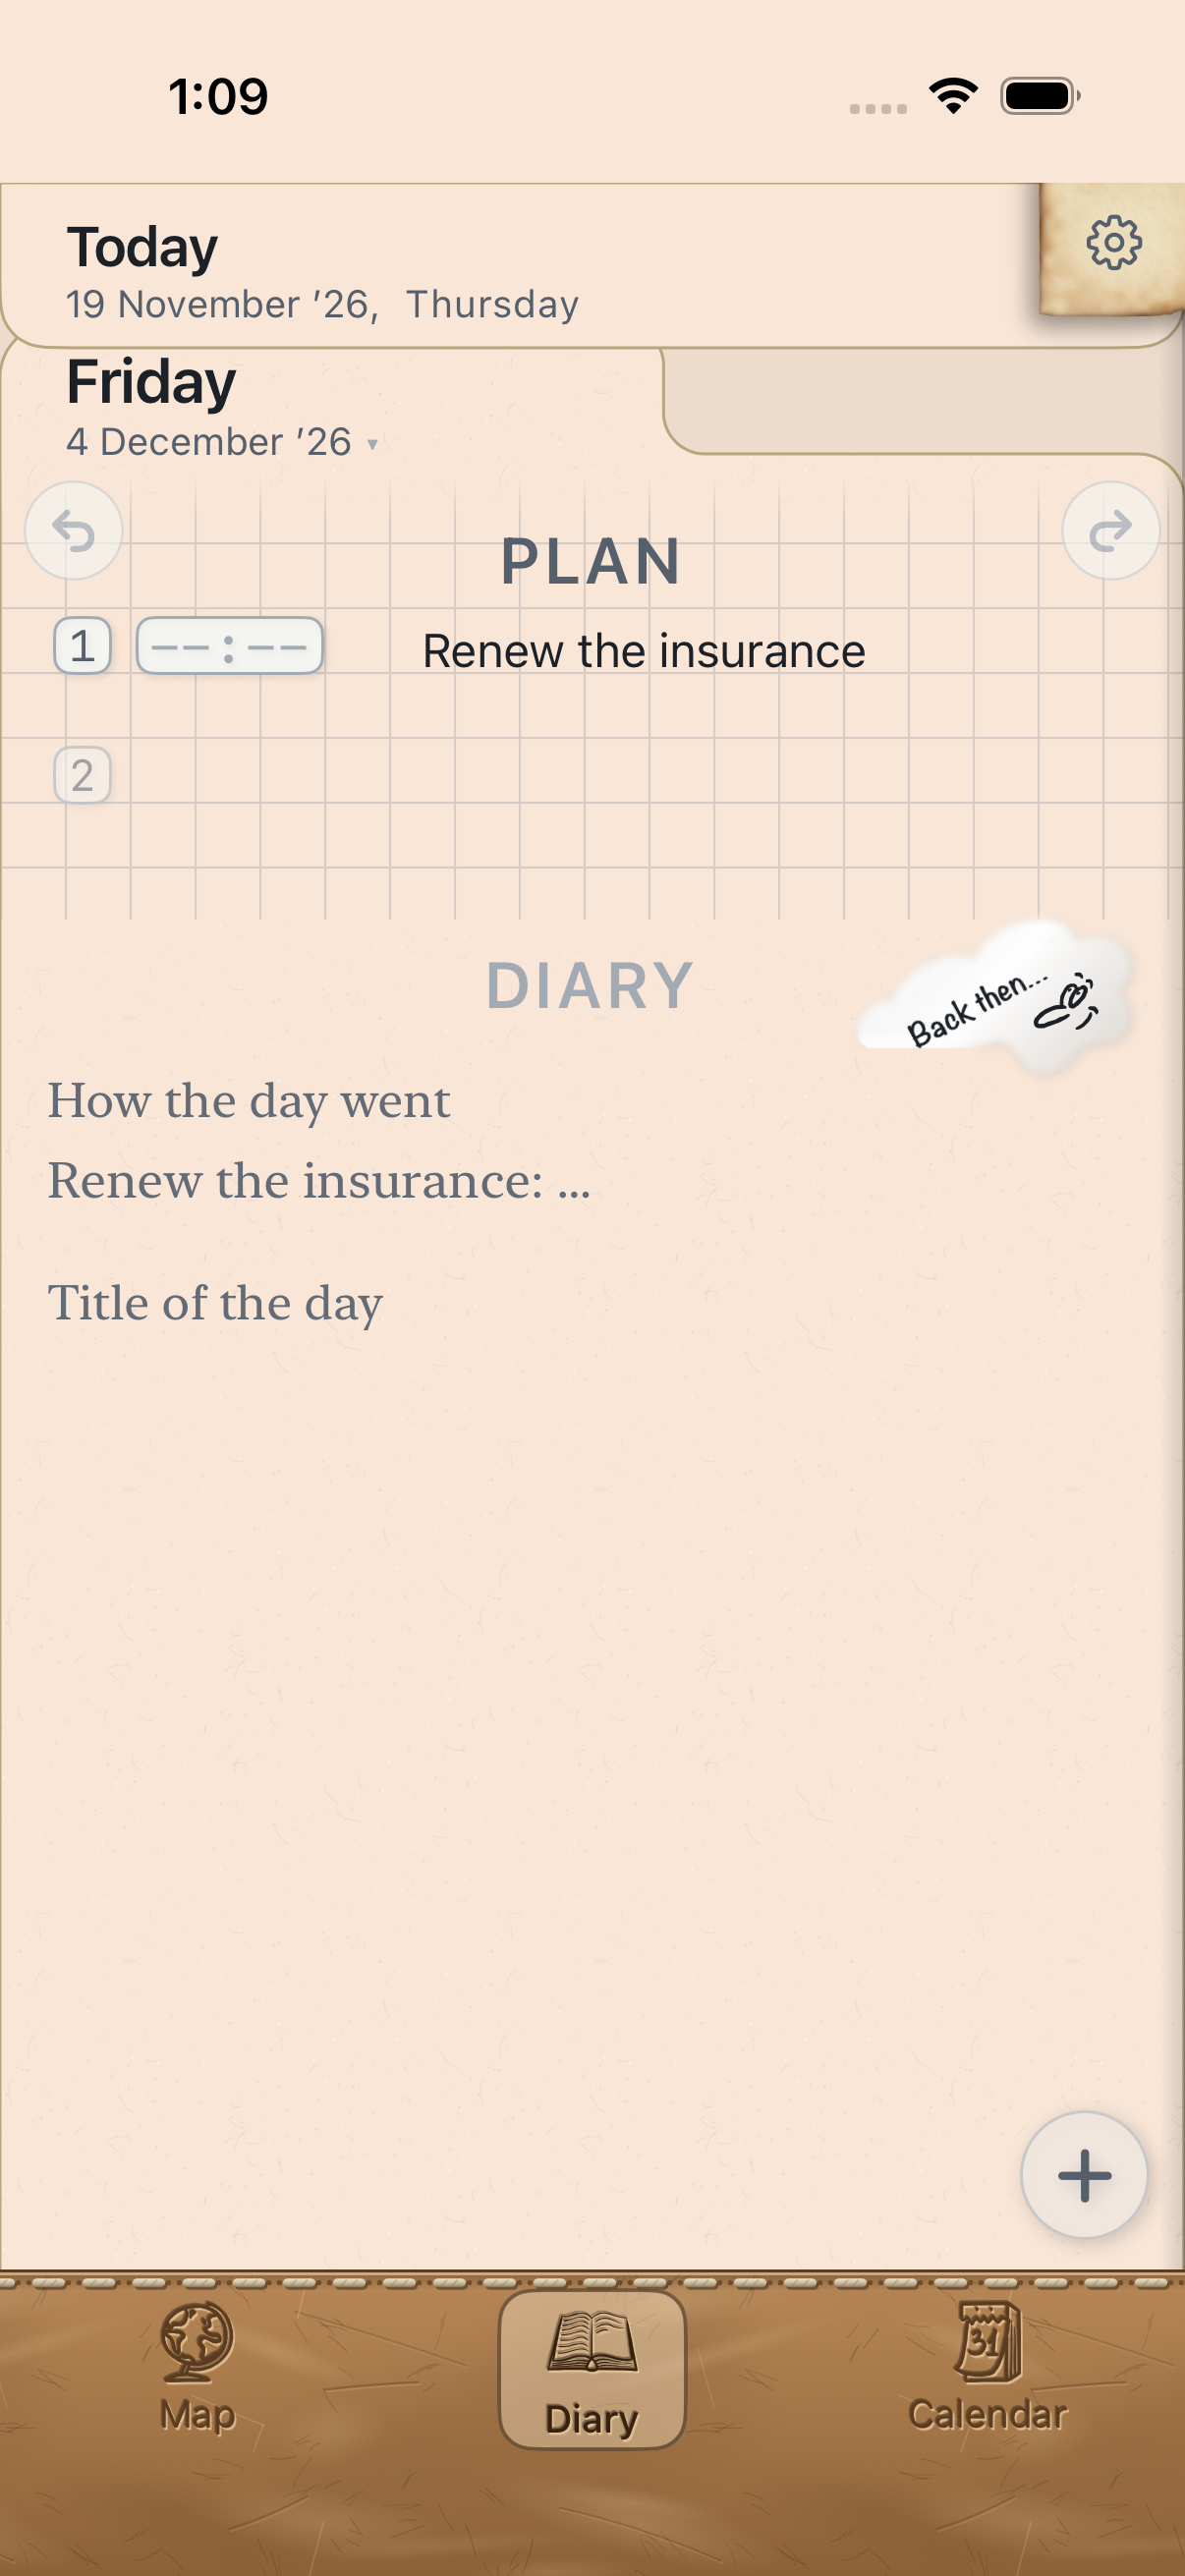 1:09
Today
19 November ’26, Thursday
Friday
4 December ’26 ▾
PLAN
1 --:-- Renew the insurance
2
DIARY
Back then...
How the day went
Renew the insurance: ...
Title of the day
31
Map
Diary
Calendar